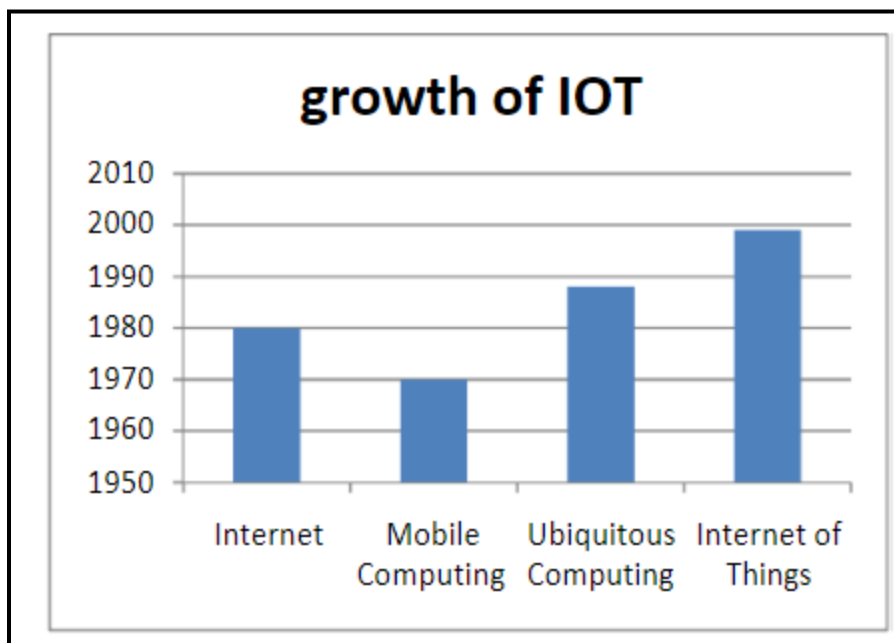 growth of IOT
2010
2000
1990
1980
1970
1960
1950
Internet
Mobile
Computing
Ubiquitous
Computing
Internet of
Things